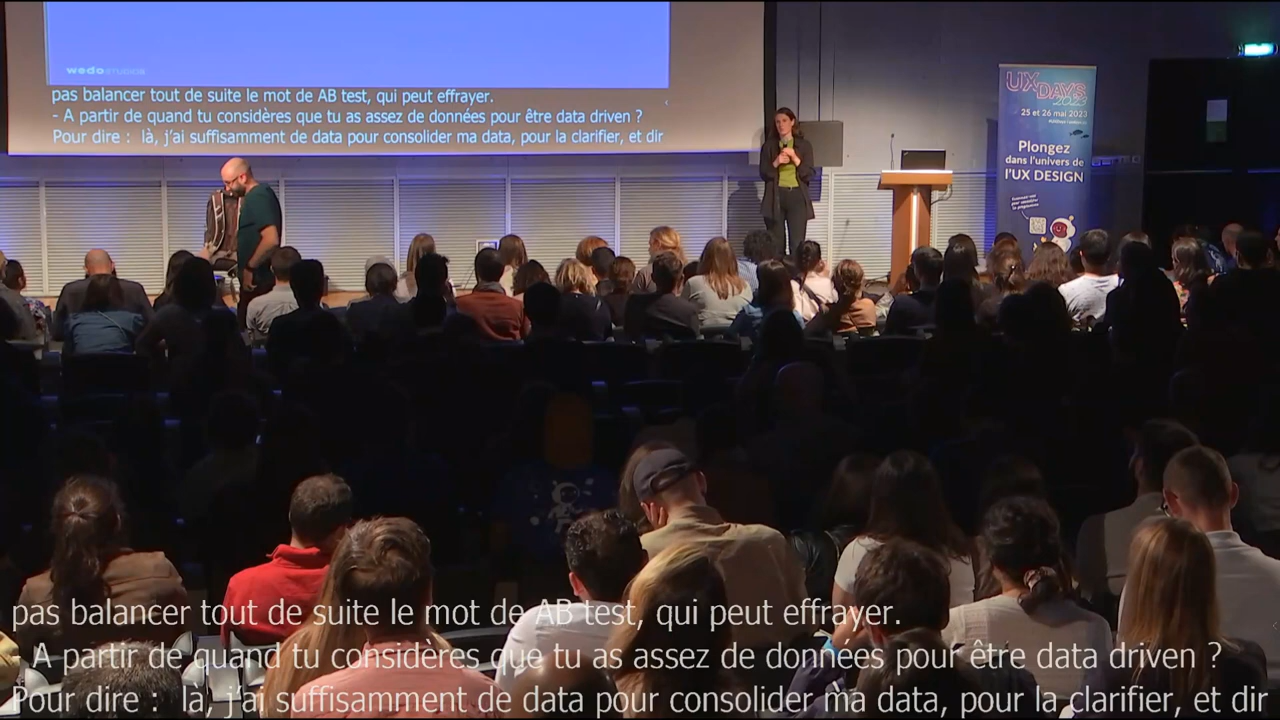 wedo STUDIOS
pas balancer tout de suite le mot de AB test, qui peut effrayer.
- A partir de quand tu considères que tu as assez de données pour être data driven ?
Pour dire : là, j'ai suffisamment de data pour consolider ma data, pour la clarifier, et dir
UX
DAYS
2023
25 et 26 mai 2023
Plongez
dans l'univers de
l'UX DESIGN
pas balancer tout de suite le mot de AB test, qui peut effrayer.
- A partir de quand tu considères que tu as assez de données pour être data driven ?
Pour dire : là, j'ai suffisamment de data pour consolider ma data, pour la clarifier, et dir